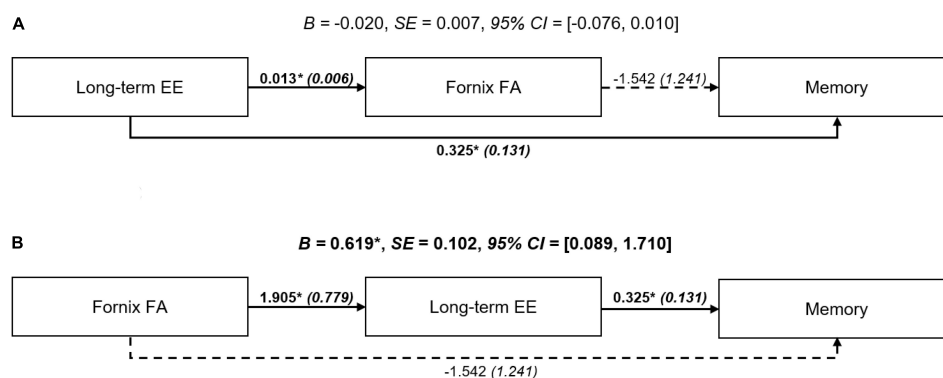 A
B = -0.020, SE = 0.007, 95% CI = [-0.076, 0.010]
Long-term EE
0.013* (0.006)
Fornix FA
-1.542 (1.241)
Memory
0.325* (0.131)
B
B = 0.619*, SE = 0.102, 95% CI = [0.089, 1.710]
Fornix FA
1.905* (0.779)
Long-term EE
0.325* (0.131)
Memory
-1.542 (1.241)